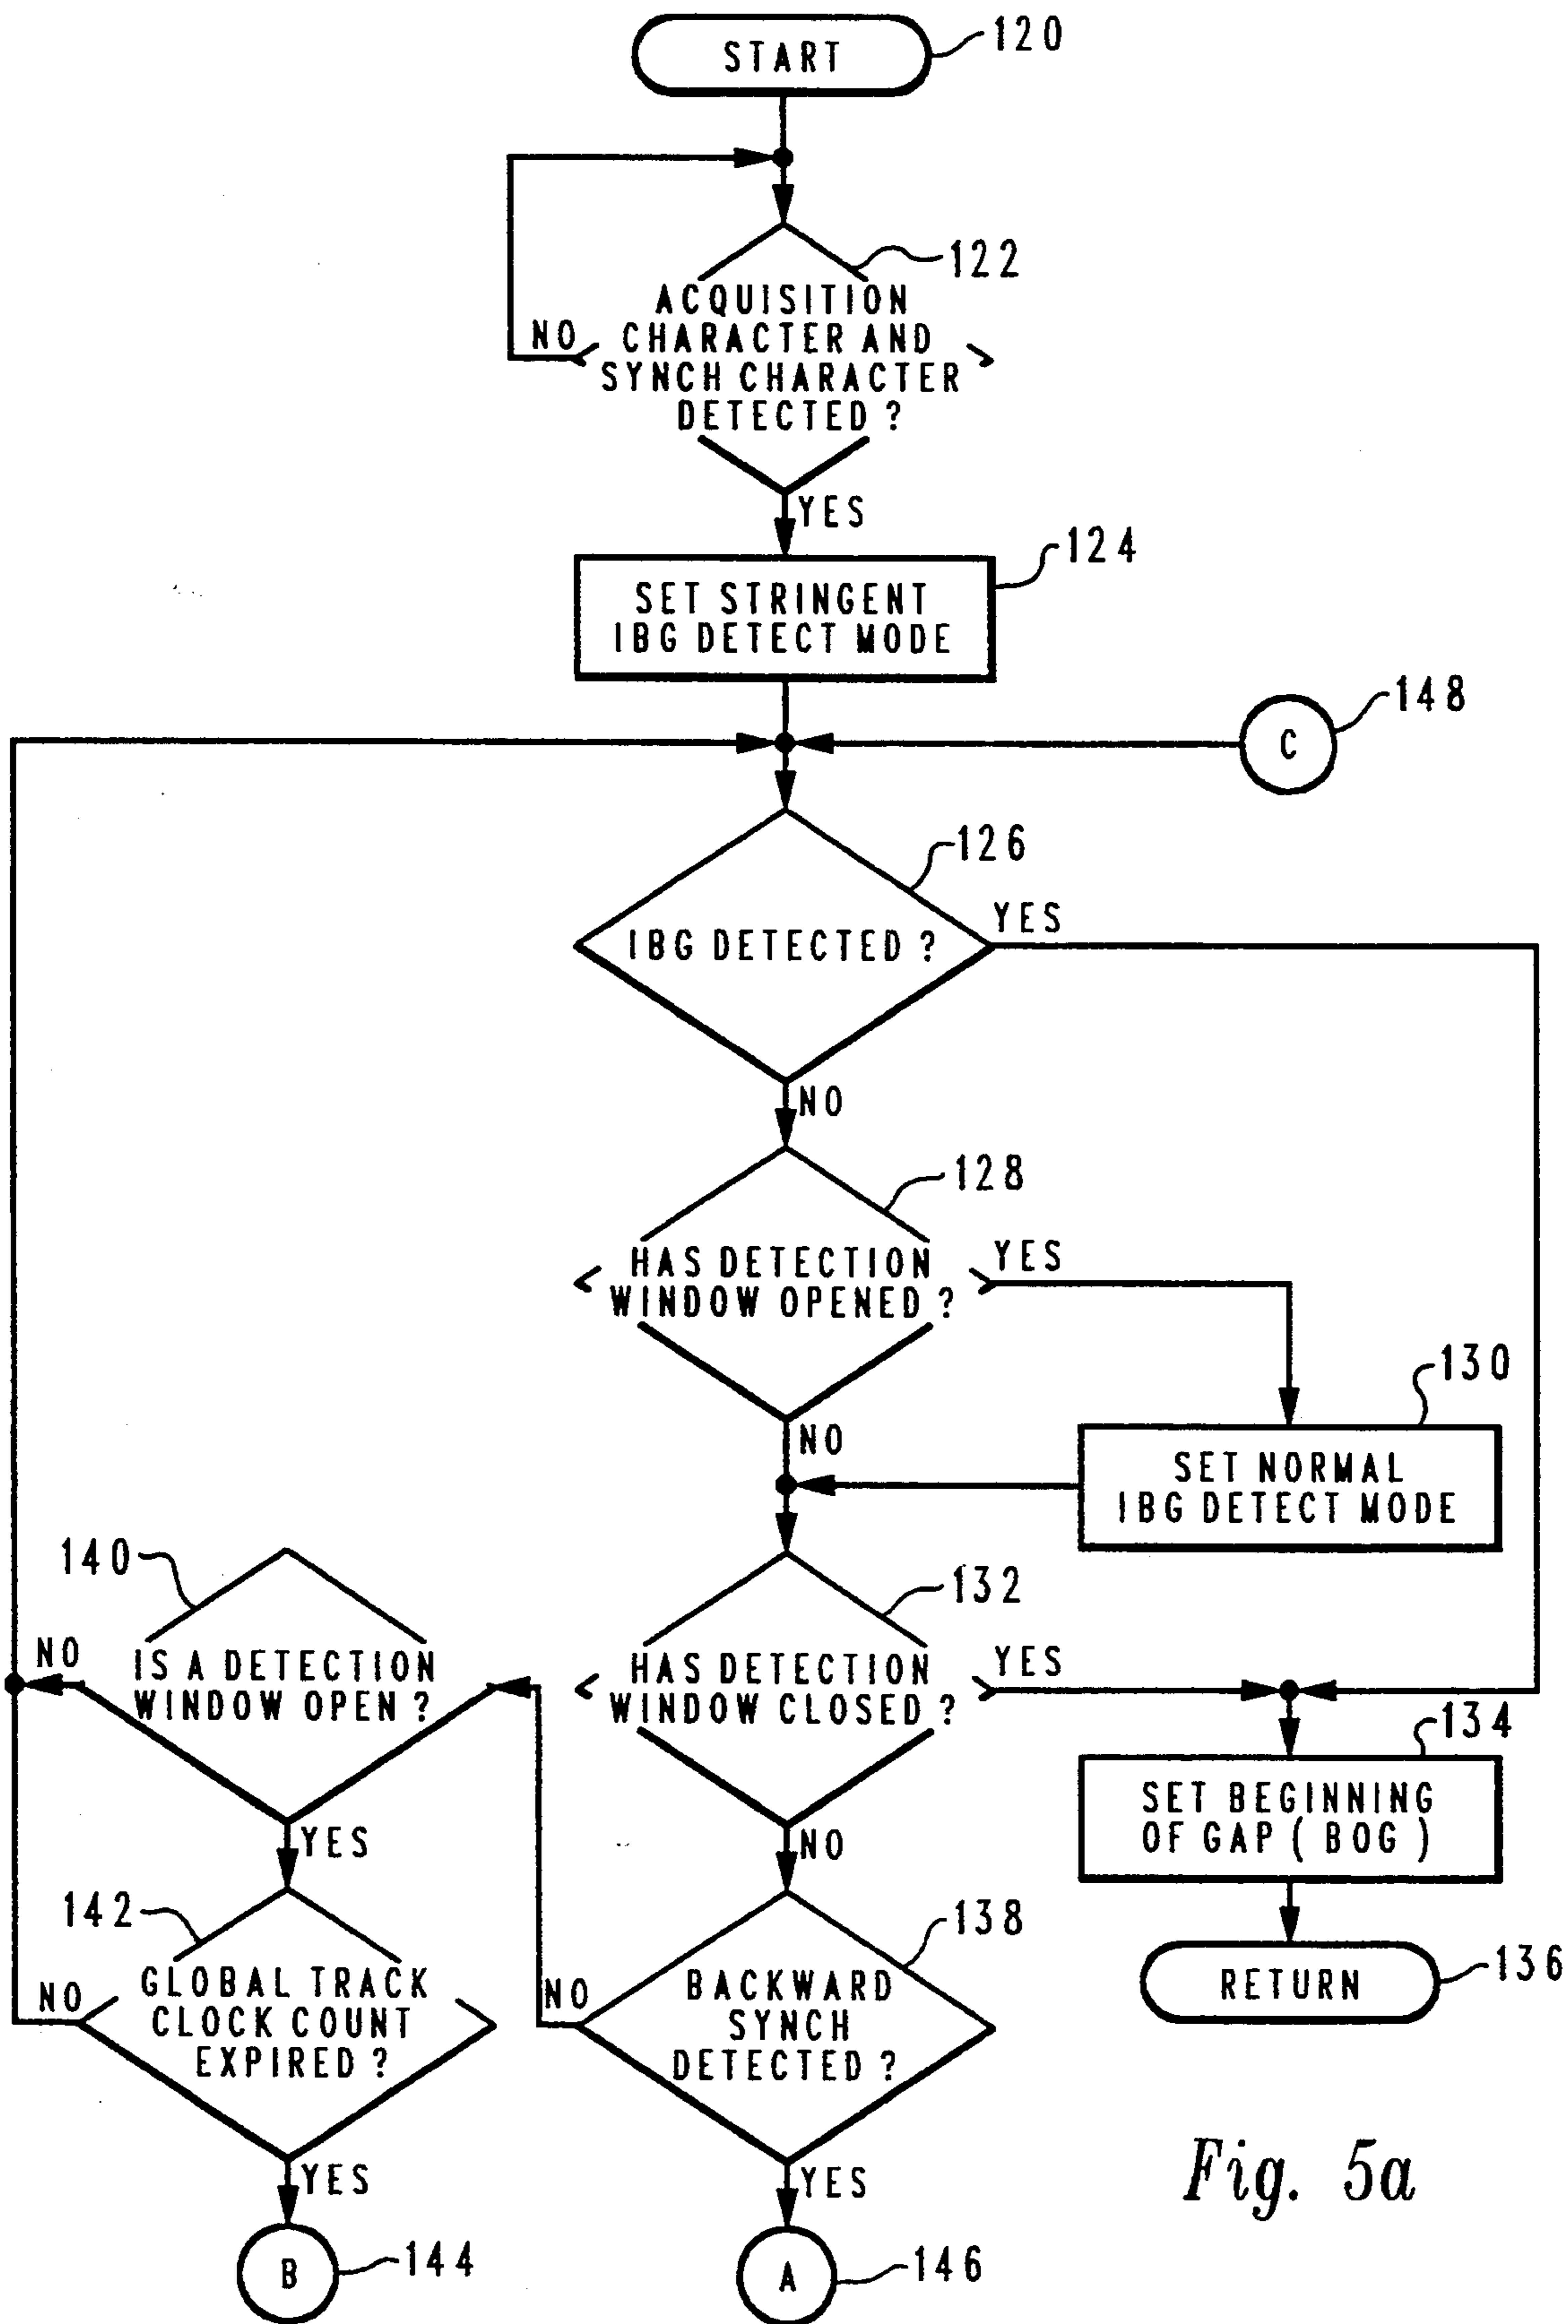 START
120
122
ACQUISITION
CHARACTER AND
SYNCH CHARACTER
DETECTED ?
NO
YES
124
SET STRINGENT
IBG DETECT MODE
148
C
126
IBG DETECTED ?
YES
NO
128
HAS DETECTION
WINDOW OPENED ?
YES
NO
130
SET NORMAL
IBG DETECT MODE
132
HAS DETECTION
WINDOW CLOSED ?
YES
NO
134
SET BEGINNING
OF GAP ( BOG )
RETURN
136
138
BACKWARD
SYNCH
DETECTED ?
NO
YES
A
146
140
IS A DETECTION
WINDOW OPEN ?
NO
YES
142
GLOBAL TRACK
CLOCK COUNT
EXPIRED ?
NO
YES
B
144
Fig. 5a